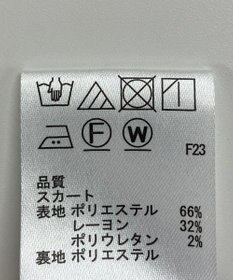 F W
F23
品質
スカート
表地 ポリエステル 66%
レーヨン 32%
ポリウレタン 2%
裏地 ポリエステル